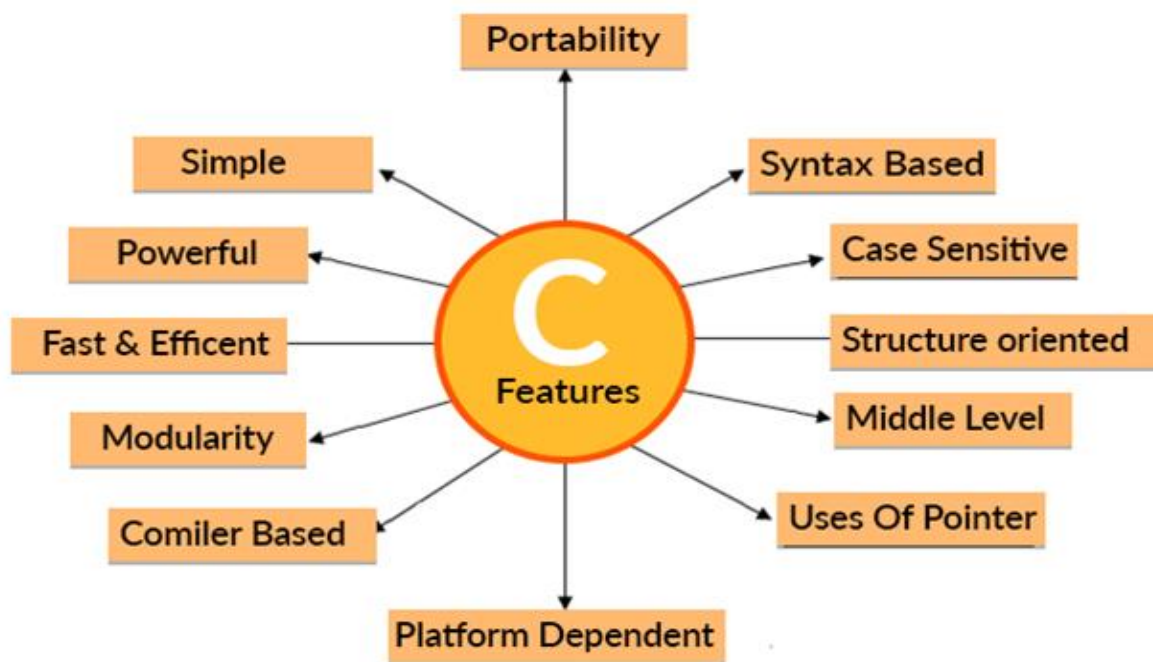 Portability
Simple
Syntax Based
Powerful
Case Sensitive
C
Fast & Efficent
Structure oriented
Features
Modularity
Middle Level
Comiler Based
Uses Of Pointer
Platform Dependent